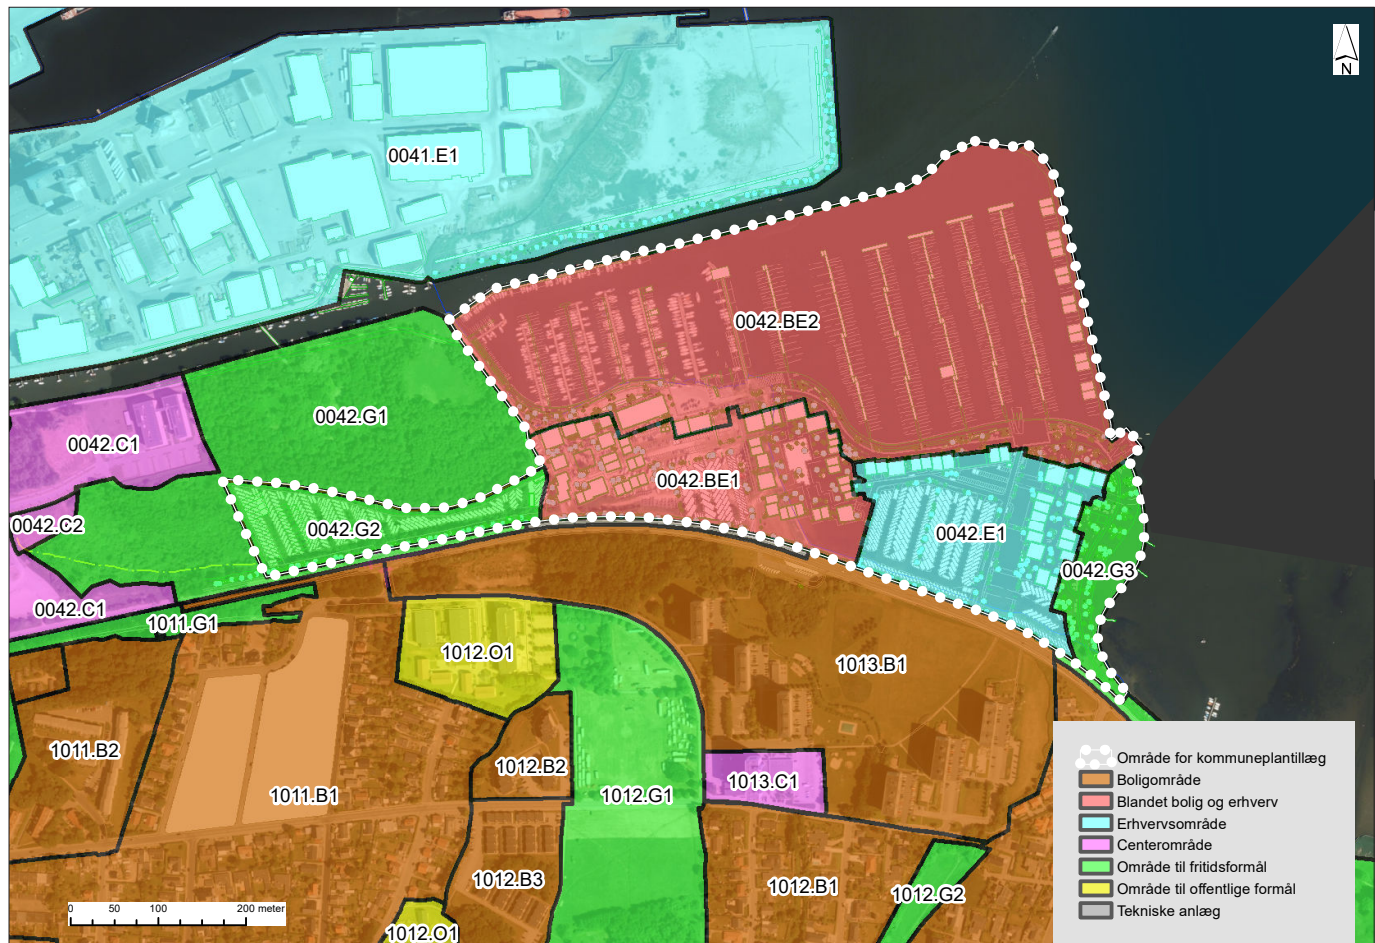 N
0041.E1
0042.BE2
0042.G1
0042.C1
0042.BE1
0042.C2
0042.G2
0042.E1
0042.G3
0042.C1
1011.G1
1012.O1
1013.B1
1011.B2
1012.B2
1013.C1
1011.B1
1012.G1
1012.B3
1012.B1
1012.G2
1012.O1
0 50 100 200 meter
Område for kommuneplantillæg
Boligområde
Blandet bolig og erhverv
Erhvervsområde
Centerområde
Område til fritidsformål
Område til offentlige formål
Tekniske anlæg